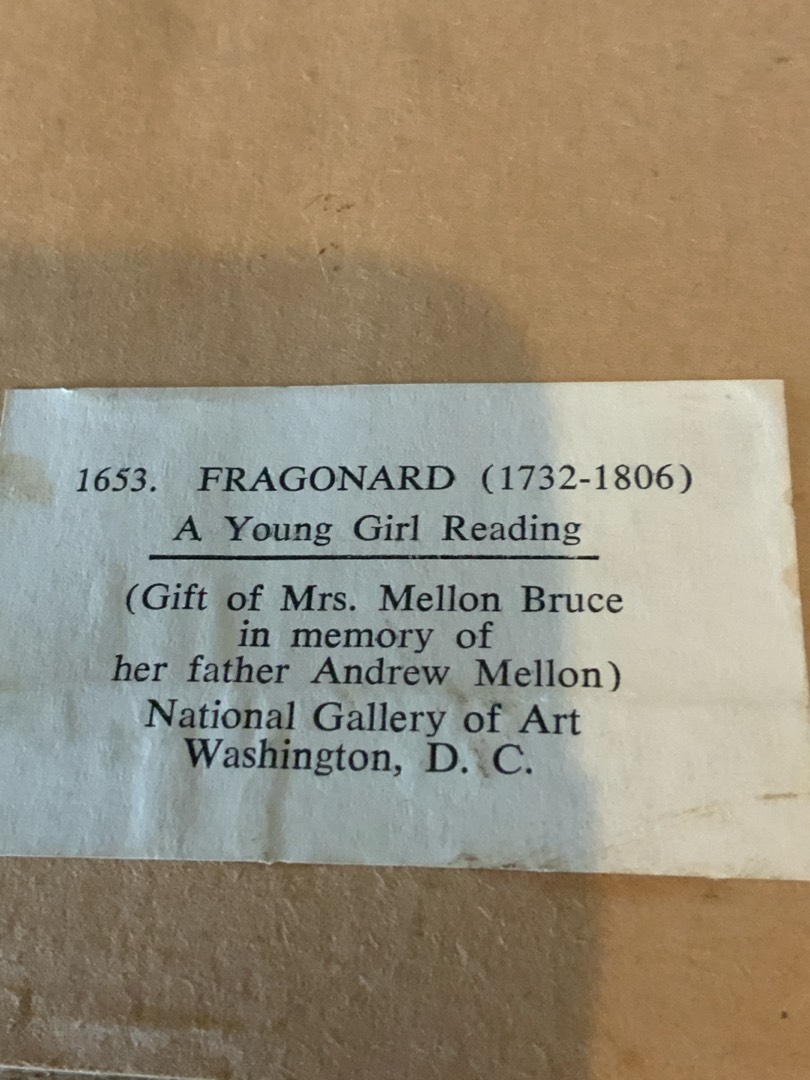 1653. FRAGONARD (1732-1806)
A Young Girl Reading
(Gift of Mrs. Mellon Bruce
in memory of
her father Andrew Mellon)
National Gallery of Art
Washington, D. C.